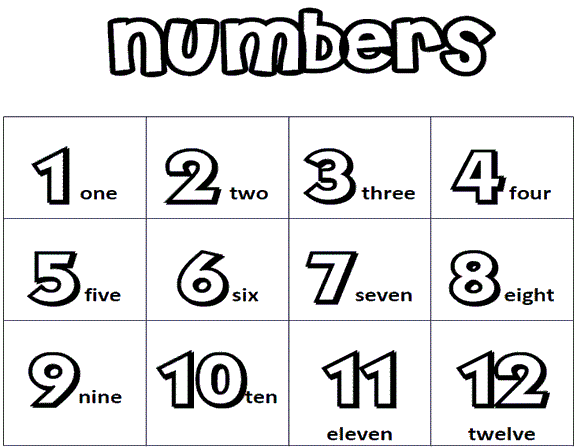 numbers
1 one 2 two 3 three 4 four
5 five 6 six 7 seven 8 eight
9 nine 10 ten 11 12
eleven twelve